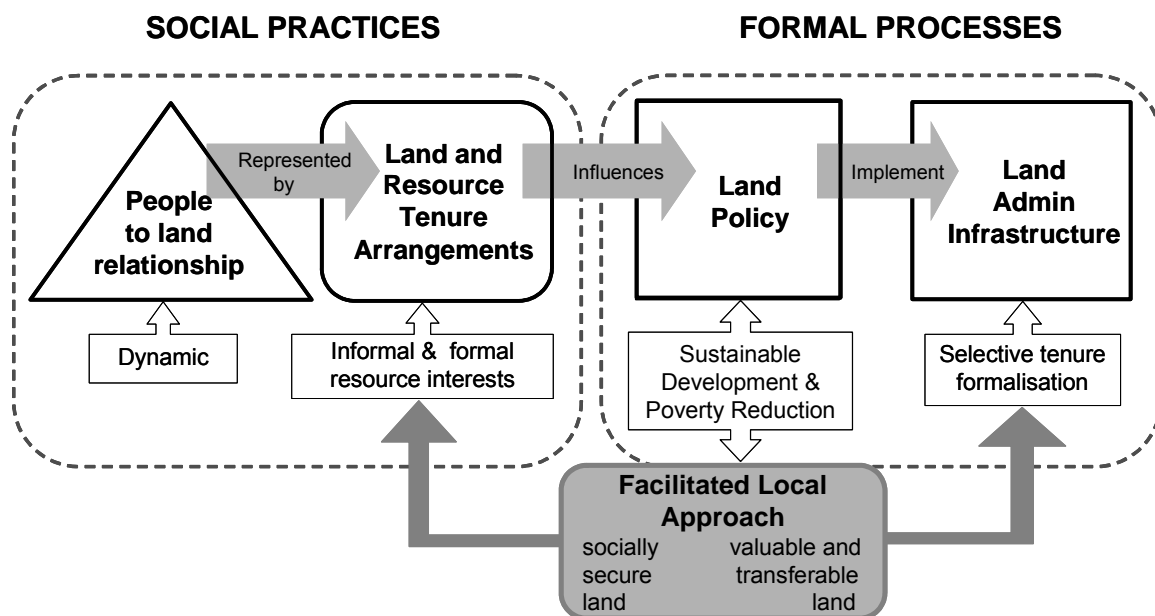 SOCIAL PRACTICES
FORMAL PROCESSES
People
to land
relationship
Represented
by
Land and
Resource
Tenure
Arrangements
Influences
Land
Policy
Implement
Land
Admin
Infrastructure
Dynamic
Informal & formal
resource interests
Sustainable
Development &
Poverty Reduction
Selective tenure
formalisation
Facilitated Local
Approach
socially
secure
land
valuable and
transferable
land